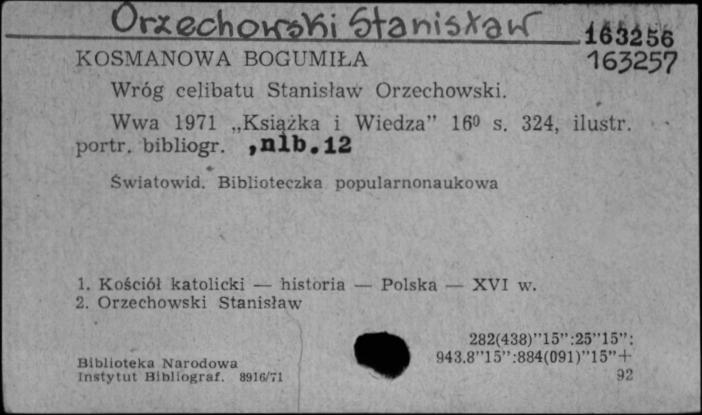 Orzechowski Stanisław
163256
163257
KOSMANOWA BOGUMIŁA
Wróg celibatu Stanisław Orzechowski.
Wwa 1971 „Książka i Wiedza” 16⁰ s. 324, ilustr.
portr. bibliogr. ,nlb.12
Światowid. Biblioteczka popularnonaukowa
1. Kościół katolicki — historia — Polska — XVI w.
2. Orzechowski Stanisław
282(438)”15”:25”15”:
943.8”15”:884(091)”15”+
92
Biblioteka Narodowa
Instytut Bibliograf. 8916/71